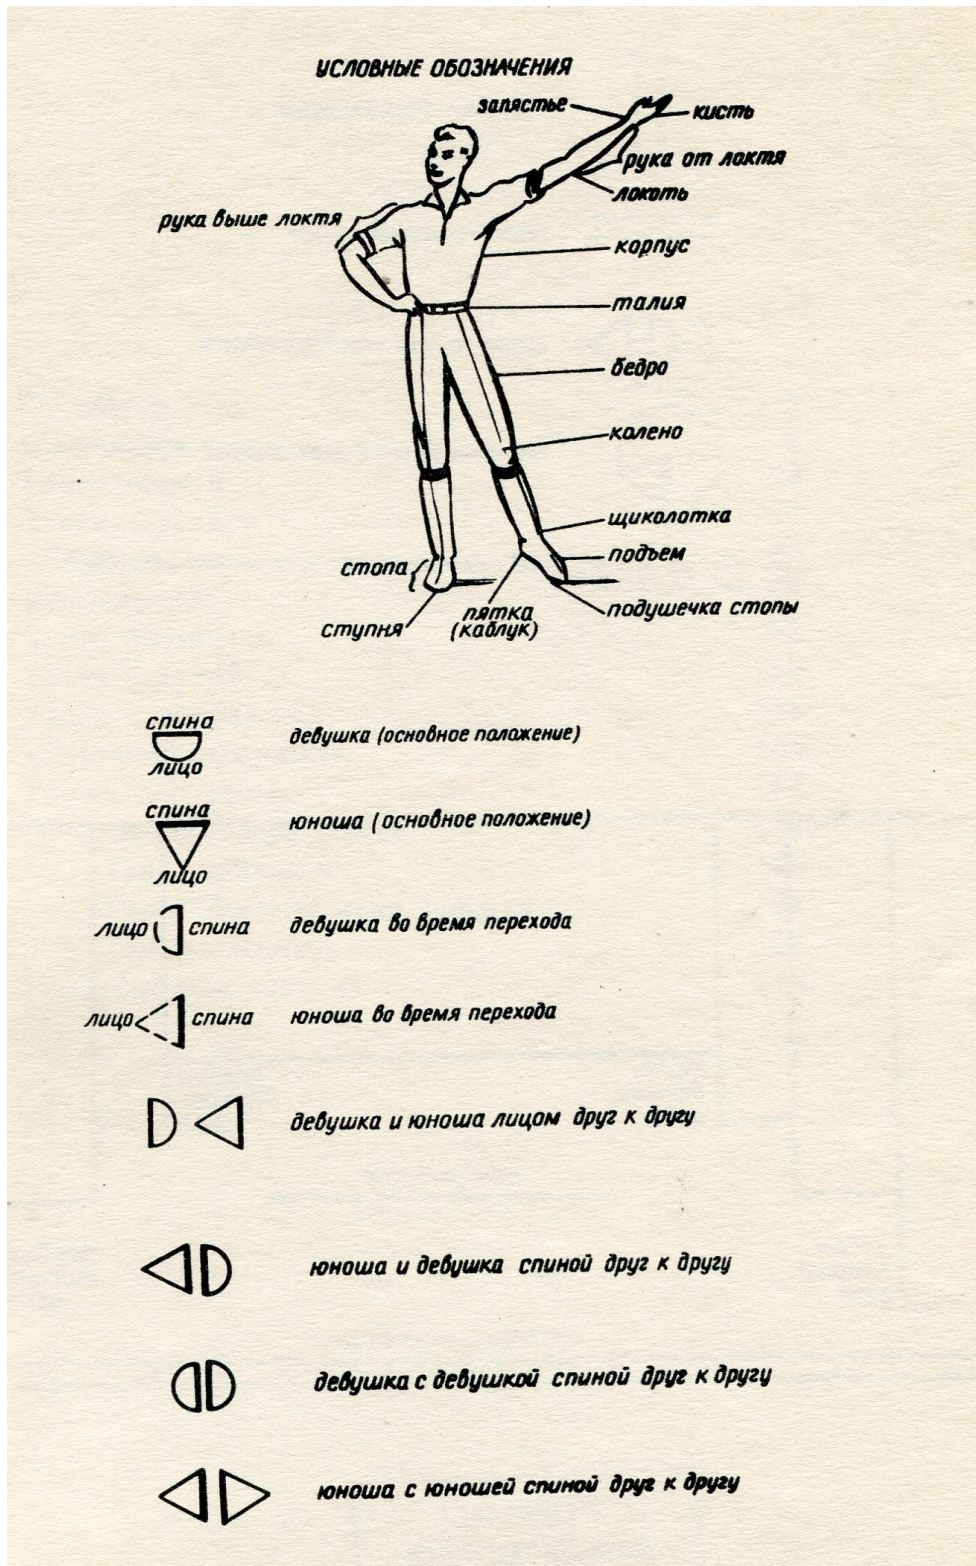 УСЛОВНЫЕ ОБОЗНАЧЕНИЯ
запястье
кисть
рука от локтя
локоть
рука выше локтя
корпус
талия
бедро
колено
щиколотка
подъем
стопа
подушечка стопы
пятка
(каблук)
ступня
спина
девушка (основное положение)
лицо
спина
юноша (основное положение)
лицо
лицо спина девушка во время перехода
лицо спина юноша во время перехода
девушка и юноша лицом друг к другу
юноша и девушка спиной друг к другу
девушка с девушкой спиной друг к другу
юноша с юношей спиной друг к другу